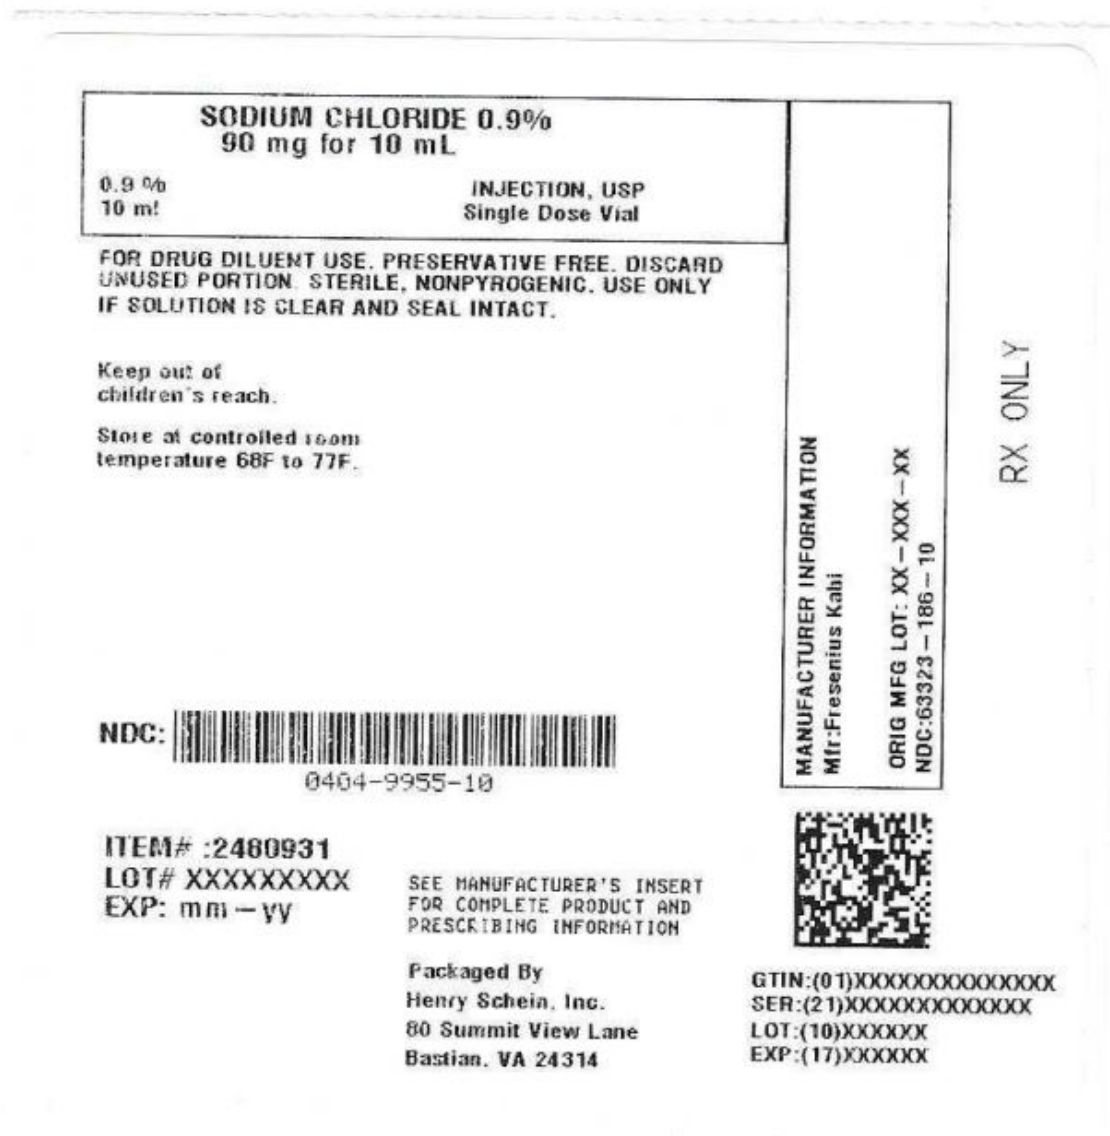 SODIUM CHLORIDE 0.9%
90 mg for 10 mL
0.9 %
10 ml
INJECTION, USP
Single Dose Vial
FOR DRUG DILUENT USE. PRESERVATIVE FREE. DISCARD
UNUSED PORTION. STERILE, NONPYROGENIC. USE ONLY
IF SOLUTION IS CLEAR AND SEAL INTACT.
Keep out of
children's reach.
Store at controlled room
temperature 68F to 77F.
MANUFACTURER INFORMATION
Mfr:Fresenius Kabi
ORIG MFG LOT: XX-XXX-XX
NDC:63323-186-10
RX ONLY
NDC:
0404-9955-10
ITEM# :2480931
LOT# XXXXXXXXX
EXP: mm-yy
SEE MANUFACTURER'S INSERT
FOR COMPLETE PRODUCT AND
PRESCRIBING INFORMATION
Packaged By
Henry Schein, Inc.
80 Summit View Lane
Bastian, VA 24314
GTIN:(01)XXXXXXXXXXXXXX
SER:(21)XXXXXXXXXXXXX
LOT:(10)XXXXXX
EXP:(17)XXXXXX